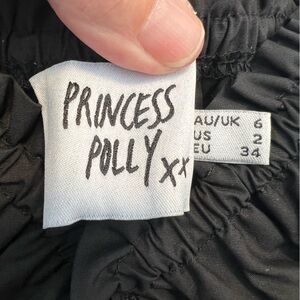 PRINCESS
POLLY xx
AU/UK 6
US 2
EU 34